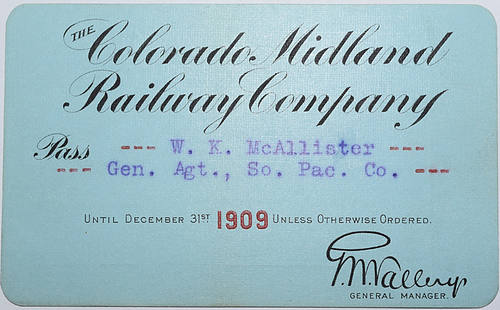 THE
Colorado Midland
Railway Company
Pass --- W. K. McAllister ---
--- Gen. Agt., So. Pac. Co. ---
UNTIL DECEMBER 31ST 1909 UNLESS OTHERWISE ORDERED.
GENERAL MANAGER.